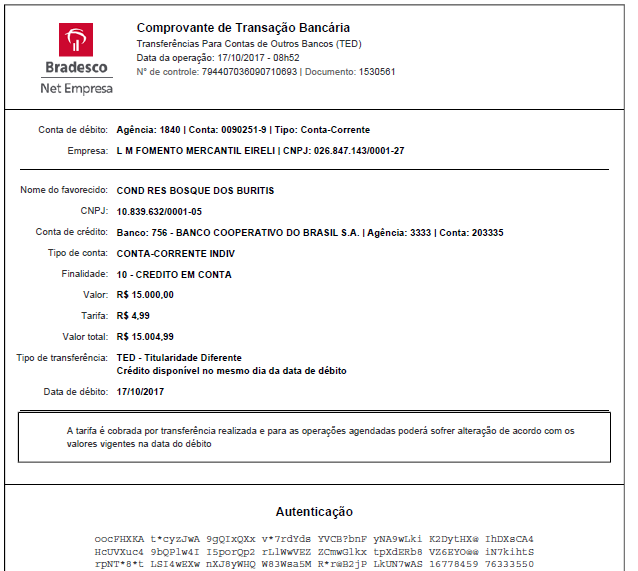 Comprovante de Transação Bancária
Transferências Para Contas de Outros Bancos (TED)
Data da operação: 17/10/2017 - 08h52
N° de controle: 794407036090710693 | Documento: 1530561
Bradesco
Net Empresa
Conta de débito: Agência: 1840 | Conta: 0090251-9 | Tipo: Conta-Corrente
Empresa: L M FOMENTO MERCANTIL EIRELI | CNPJ: 026.847.143/0001-27
Nome do favorecido: COND RES BOSQUE DOS BURITIS
CNPJ: 10.839.632/0001-05
Conta de crédito: Banco: 756 - BANCO COOPERATIVO DO BRASIL S.A. | Agência: 3333 | Conta: 203335
Tipo de conta: CONTA-CORRENTE INDIV
Finalidade: 10 - CREDITO EM CONTA
Valor: R$ 15.000,00
Tarifa: R$ 4,99
Valor total: R$ 15.004,99
Tipo de transferência: TED - Titularidade Diferente
Crédito disponível no mesmo dia da data de débito
Data de débito: 17/10/2017
A tarifa é cobrada por transferência realizada e para as operações agendadas poderá sofrer alteração de acordo com os
valores vigentes na data do débito
Autenticação
oocFHXKA t*cyzJwA 9gQIxQXx v*7rdYds YVCB?bnF yNA9wLki K2DytHX@ IhDXsCA4
HcUVXuc4 9bQPlw4I I5porQp2 rLlWwVEZ ZCmwGlkx tpXdERb8 VZ6EYO@@ iN7kihtS
rpNT*8*t LSI4wEXw nXJ8yWHQ W83Wsa5M R*r@B2jP LkUN7wAS 16778459 76333550